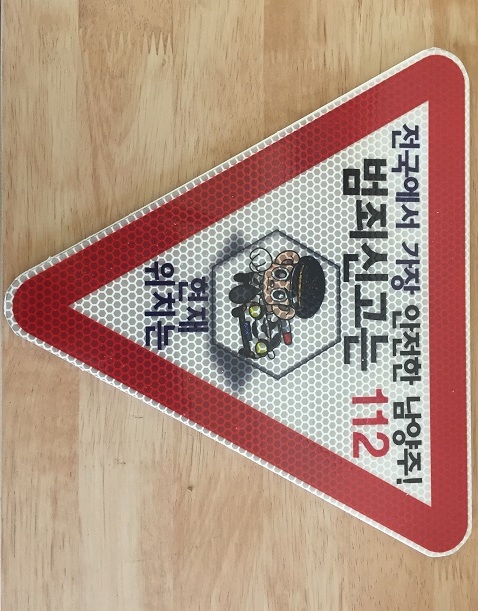 전국에서 가장 안전한 남양주!
범죄신고는 112
현재
위치는